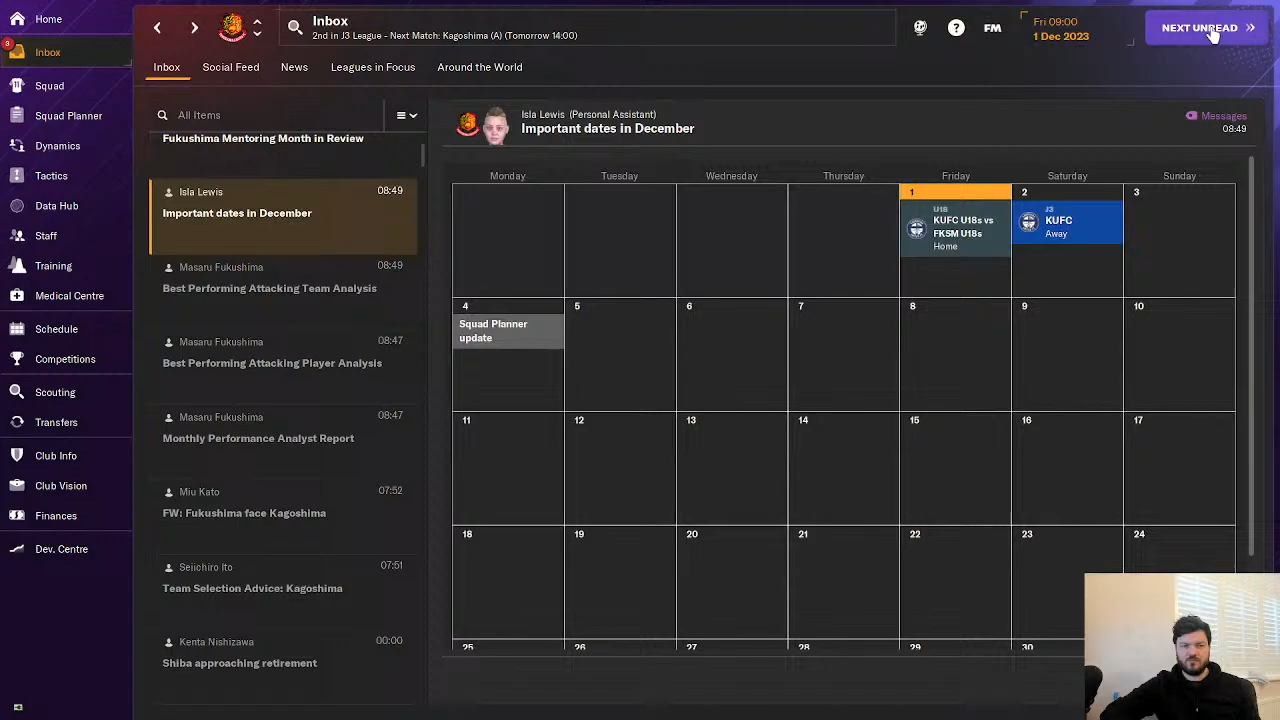 Home
3
Inbox
Squad
Squad Planner
Dynamics
Tactics
Data Hub
Staff
Training
Medical Centre
Schedule
Competitions
Scouting
Transfers
Club Info
Club Vision
Finances
Dev. Centre
Inbox
2nd in J3 League - Next Match: Kagoshima (A) (Tomorrow 14:00)
?
FM
Fri 09:00
1 Dec 2023
NEXT UNREAD
Inbox Social Feed News Leagues in Focus Around the World
All Items
Fukushima Mentoring Month in Review
Isla Lewis 08:49
Important dates in December
Masaru Fukushima 08:49
Best Performing Attacking Team Analysis
Masaru Fukushima 08:47
Best Performing Attacking Player Analysis
Masaru Fukushima 08:47
Monthly Performance Analyst Report
Miu Kato 07:52
FW: Fukushima face Kagoshima
Seiichiro Ito 07:51
Team Selection Advice: Kagoshima
Kenta Nishizawa 00:00
Shiba approaching retirement
Isla Lewis (Personal Assistant)
Important dates in December
Messages
08:49
Monday Tuesday Wednesday Thursday Friday Saturday Sunday
1 2 3
U18
KUFC U18s vs
FKSM U18s
Home
J3
KUFC
Away
4 5 6 7 8 9 10
Squad Planner
update
11 12 13 14 15 16 17
18 19 20 21 22 23 24
25 26 27 28 29 30